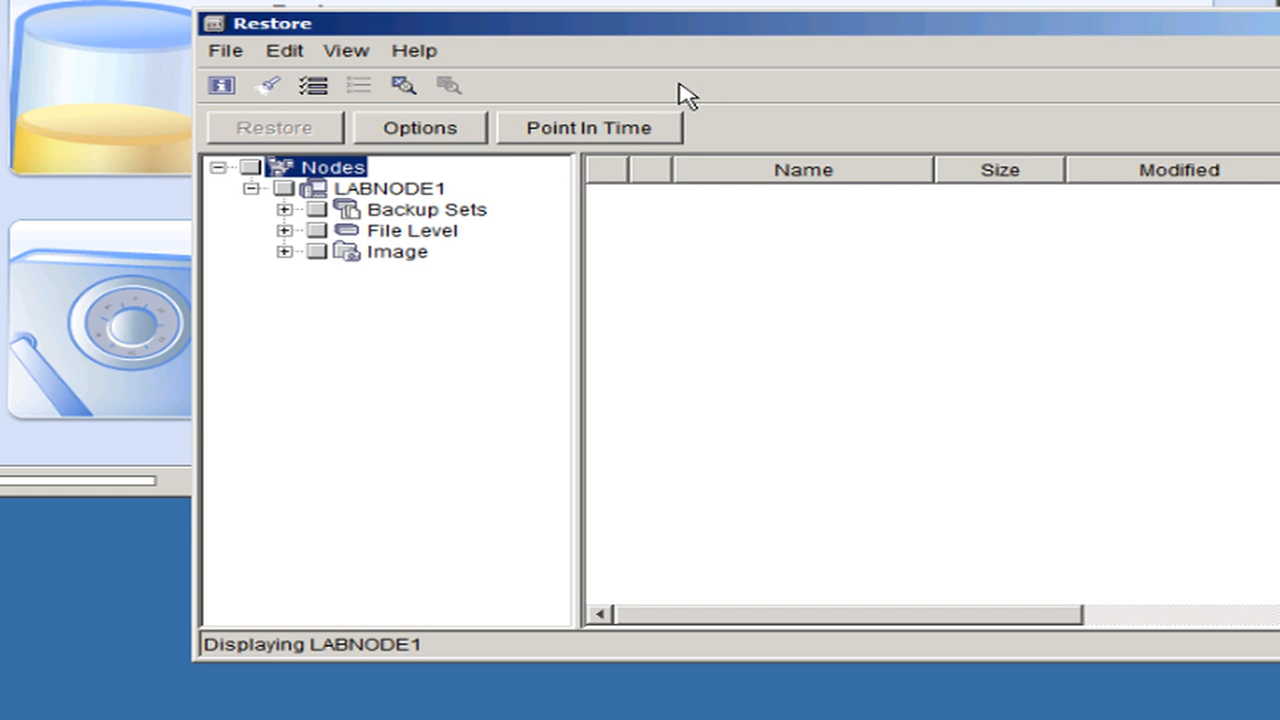 Restore
File Edit View Help
Restore Options Point In Time
Nodes
LABNODE1
Backup Sets
File Level
Image
Name Size Modified
Displaying LABNODE1